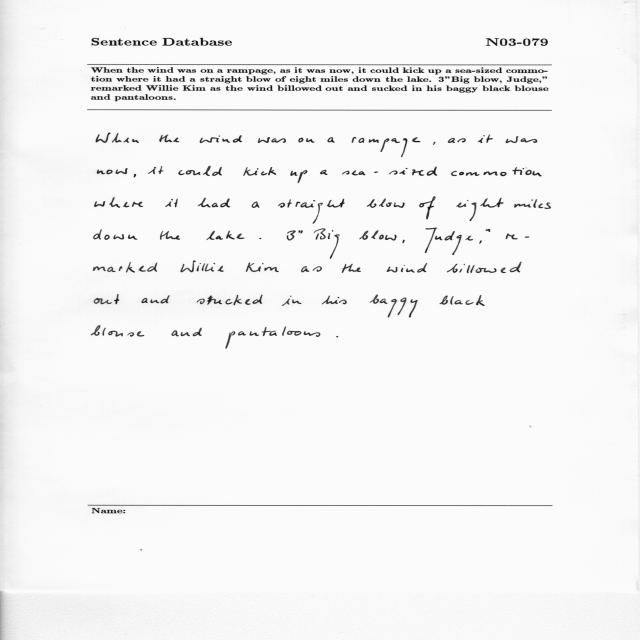 Sentence Database N03-079
When the wind was on a rampage, as it was now, it could kick up a sea-sized commo-
tion where it had a straight blow of eight miles down the lake. 3"Big blow, Judge,"
remarked Willie Kim as the wind billowed out and sucked in his baggy black blouse
and pantaloons.
When the wind was on a rampage, as it was
now, it could kick up a sea-sized commotion
where it had a straight blow of eight miles
down the lake. 3" Big blow, Judge," re-
marked Willie Kim as the wind billowed
out and stucked in his baggy black
blouse and pantaloons.
Name: